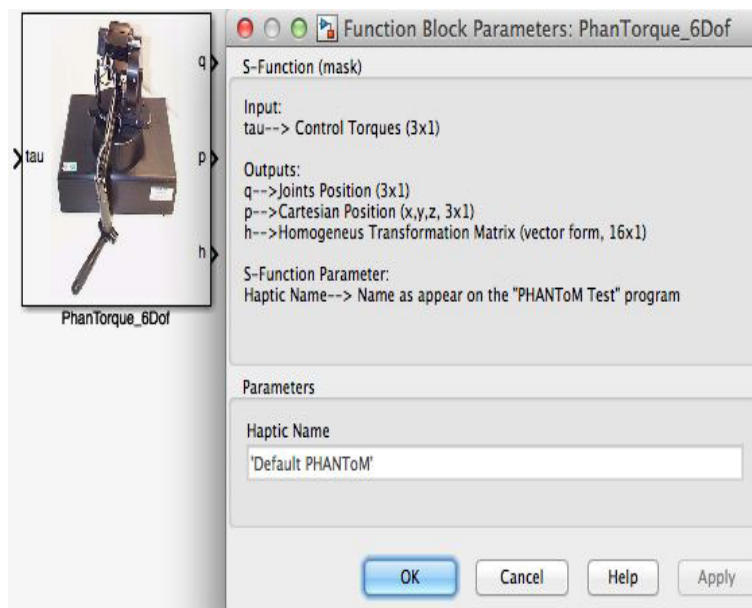 tau
q
p
h
PhanTorque_6Dof
Function Block Parameters: PhanTorque_6Dof
S-Function (mask)
Input:
tau--> Control Torques (3x1)
Outputs:
q-->Joints Position (3x1)
p-->Cartesian Position (x,y,z, 3x1)
h-->Homogeneus Transformation Matrix (vector form, 16x1)
S-Function Parameter:
Haptic Name--> Name as appear on the "PHANToM Test" program
Parameters
Haptic Name
'Default PHANToM'
OK
Cancel
Help
Apply